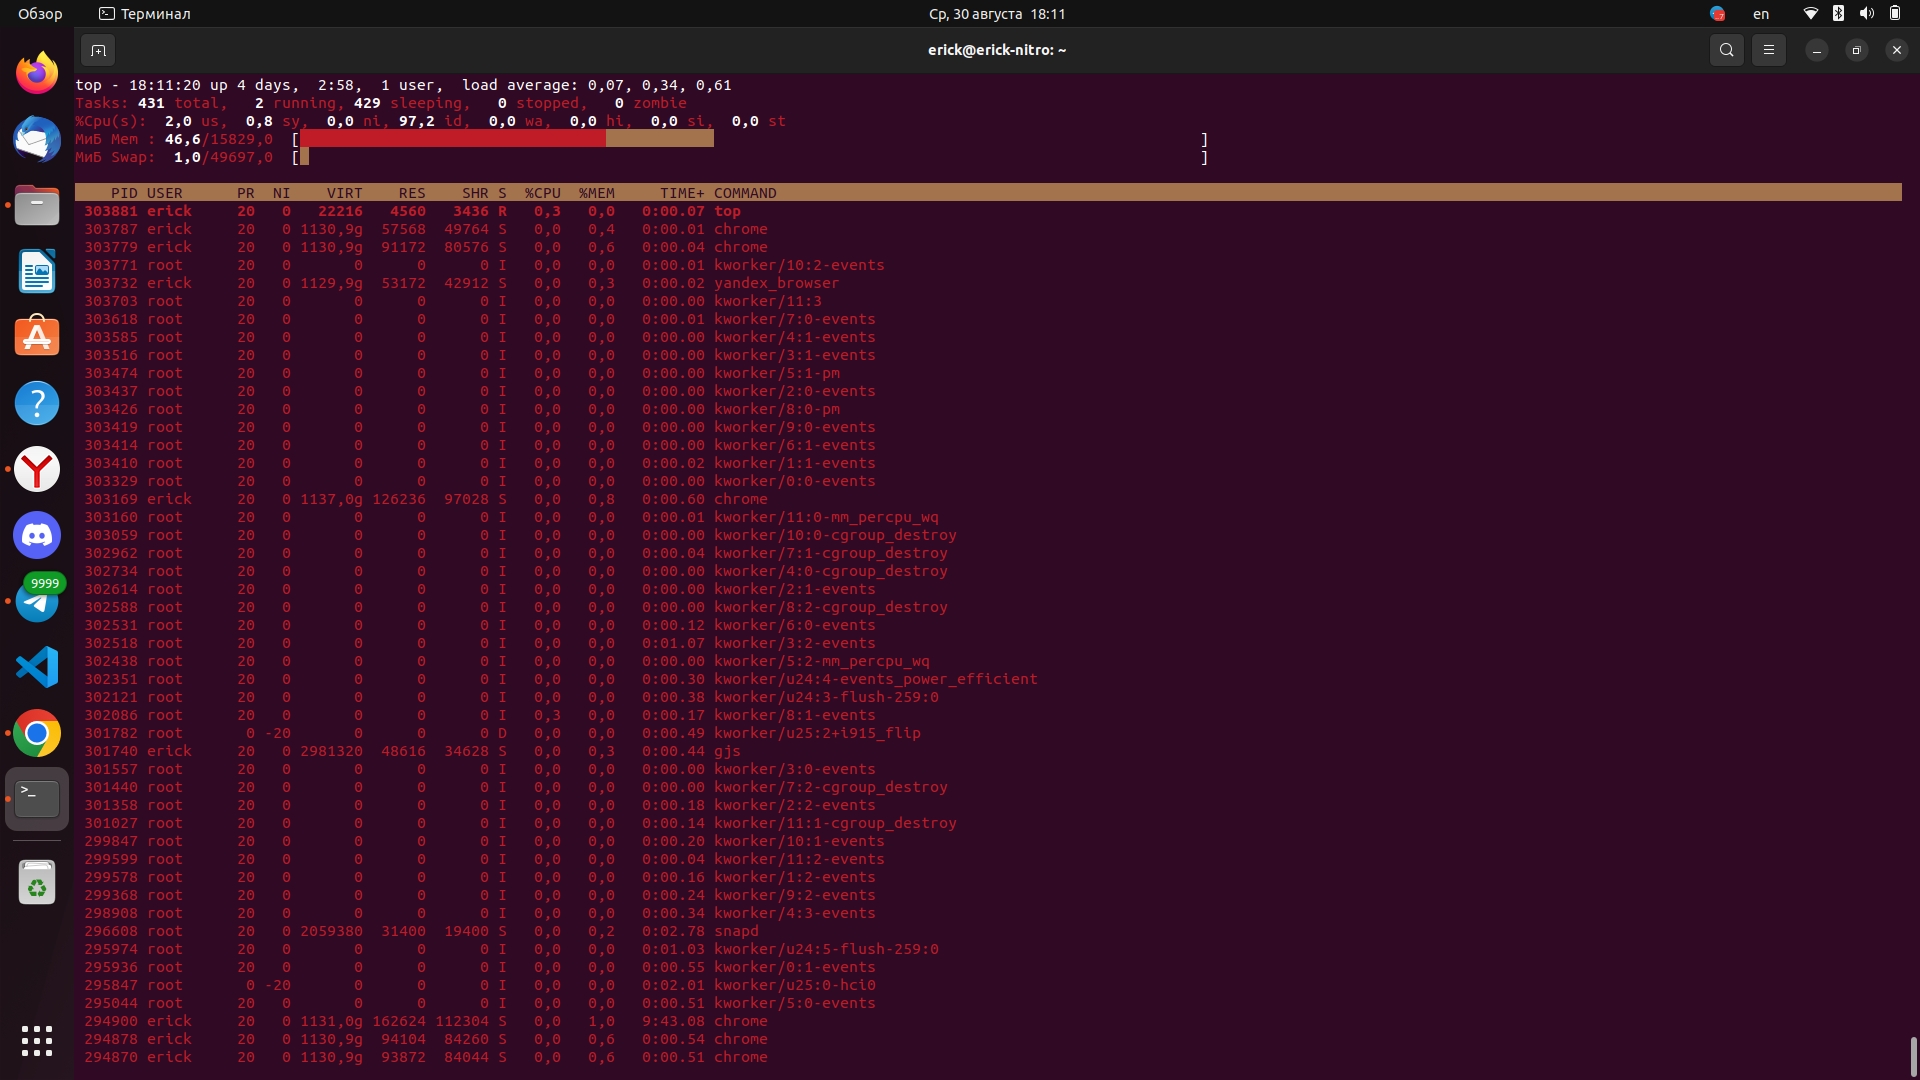 Обзор Терминал Ср, 30 августа 18:11 en
erick@erick-nitro: ~
top - 18:11:20 up 4 days,  2:58,  1 user,  load average: 0,07, 0,34, 0,61
Tasks: 431 total,   2 running, 429 sleeping,   0 stopped,   0 zombie
%Cpu(s):  2,0 us,  0,8 sy,  0,0 ni, 97,2 id,  0,0 wa,  0,0 hi,  0,0 si,  0,0 st
МиБ Mem : 46,6/15829,0  [ ]
МиБ Swap:  1,0/49697,0  [ ]
PID USER PR NI VIRT RES SHR S %CPU %MEM TIME+ COMMAND
303881 erick 20 0 22216 4560 3436 R 0,3 0,0 0:00.07 top
303787 erick 20 0 1130,9g 57568 49764 S 0,0 0,4 0:00.01 chrome
303779 erick 20 0 1130,9g 91172 80576 S 0,0 0,6 0:00.04 chrome
303771 root 20 0 0 0 0 I 0,0 0,0 0:00.01 kworker/10:2-events
303732 erick 20 0 1129,9g 53172 42912 S 0,0 0,3 0:00.02 yandex_browser
303703 root 20 0 0 0 0 I 0,0 0,0 0:00.00 kworker/11:3
303618 root 20 0 0 0 0 I 0,0 0,0 0:00.01 kworker/7:0-events
303585 root 20 0 0 0 0 I 0,0 0,0 0:00.00 kworker/4:1-events
303516 root 20 0 0 0 0 I 0,0 0,0 0:00.00 kworker/3:1-events
303474 root 20 0 0 0 0 I 0,0 0,0 0:00.00 kworker/5:1-pm
303437 root 20 0 0 0 0 I 0,0 0,0 0:00.00 kworker/2:0-events
303426 root 20 0 0 0 0 I 0,0 0,0 0:00.00 kworker/8:0-pm
303419 root 20 0 0 0 0 I 0,0 0,0 0:00.00 kworker/9:0-events
303414 root 20 0 0 0 0 I 0,0 0,0 0:00.00 kworker/6:1-events
303410 root 20 0 0 0 0 I 0,0 0,0 0:00.02 kworker/1:1-events
303329 root 20 0 0 0 0 I 0,0 0,0 0:00.00 kworker/0:0-events
303169 erick 20 0 1137,0g 126236 97028 S 0,0 0,8 0:00.60 chrome
303160 root 20 0 0 0 0 I 0,0 0,0 0:00.01 kworker/11:0-mm_percpu_wq
303059 root 20 0 0 0 0 I 0,0 0,0 0:00.00 kworker/10:0-cgroup_destroy
302962 root 20 0 0 0 0 I 0,0 0,0 0:00.04 kworker/7:1-cgroup_destroy
302734 root 20 0 0 0 0 I 0,0 0,0 0:00.00 kworker/4:0-cgroup_destroy
302614 root 20 0 0 0 0 I 0,0 0,0 0:00.00 kworker/2:1-events
302588 root 20 0 0 0 0 I 0,0 0,0 0:00.00 kworker/8:2-cgroup_destroy
302531 root 20 0 0 0 0 I 0,0 0,0 0:00.12 kworker/6:0-events
302518 root 20 0 0 0 0 I 0,0 0,0 0:01.07 kworker/3:2-events
302438 root 20 0 0 0 0 I 0,0 0,0 0:00.00 kworker/5:2-mm_percpu_wq
302351 root 20 0 0 0 0 I 0,0 0,0 0:00.30 kworker/u24:4-events_power_efficient
302121 root 20 0 0 0 0 I 0,0 0,0 0:00.38 kworker/u24:3-flush-259:0
302086 root 20 0 0 0 0 I 0,3 0,0 0:00.17 kworker/8:1-events
301782 root 0 -20 0 0 0 D 0,0 0,0 0:00.49 kworker/u25:2+i915_flip
301740 erick 20 0 2981320 48616 34628 S 0,0 0,3 0:00.44 gjs
301557 root 20 0 0 0 0 I 0,0 0,0 0:00.00 kworker/3:0-events
301440 root 20 0 0 0 0 I 0,0 0,0 0:00.00 kworker/7:2-cgroup_destroy
301358 root 20 0 0 0 0 I 0,0 0,0 0:00.18 kworker/2:2-events
301027 root 20 0 0 0 0 I 0,0 0,0 0:00.14 kworker/11:1-cgroup_destroy
299847 root 20 0 0 0 0 I 0,0 0,0 0:00.20 kworker/10:1-events
299599 root 20 0 0 0 0 I 0,0 0,0 0:00.04 kworker/11:2-events
299578 root 20 0 0 0 0 I 0,0 0,0 0:00.16 kworker/1:2-events
299368 root 20 0 0 0 0 I 0,0 0,0 0:00.24 kworker/9:2-events
298908 root 20 0 0 0 0 I 0,0 0,0 0:00.34 kworker/4:3-events
296608 root 20 0 2059380 31400 19400 S 0,0 0,2 0:02.78 snapd
295974 root 20 0 0 0 0 I 0,0 0,0 0:01.03 kworker/u24:5-flush-259:0
295936 root 20 0 0 0 0 I 0,0 0,0 0:00.55 kworker/0:1-events
295847 root 0 -20 0 0 0 I 0,0 0,0 0:02.01 kworker/u25:0-hci0
295044 root 20 0 0 0 0 I 0,0 0,0 0:00.51 kworker/5:0-events
294900 erick 20 0 1131,0g 162624 112304 S 0,0 1,0 9:43.08 chrome
294878 erick 20 0 1130,9g 94104 84260 S 0,0 0,6 0:00.54 chrome
294870 erick 20 0 1130,9g 93872 84044 S 0,0 0,6 0:00.51 chrome
9999